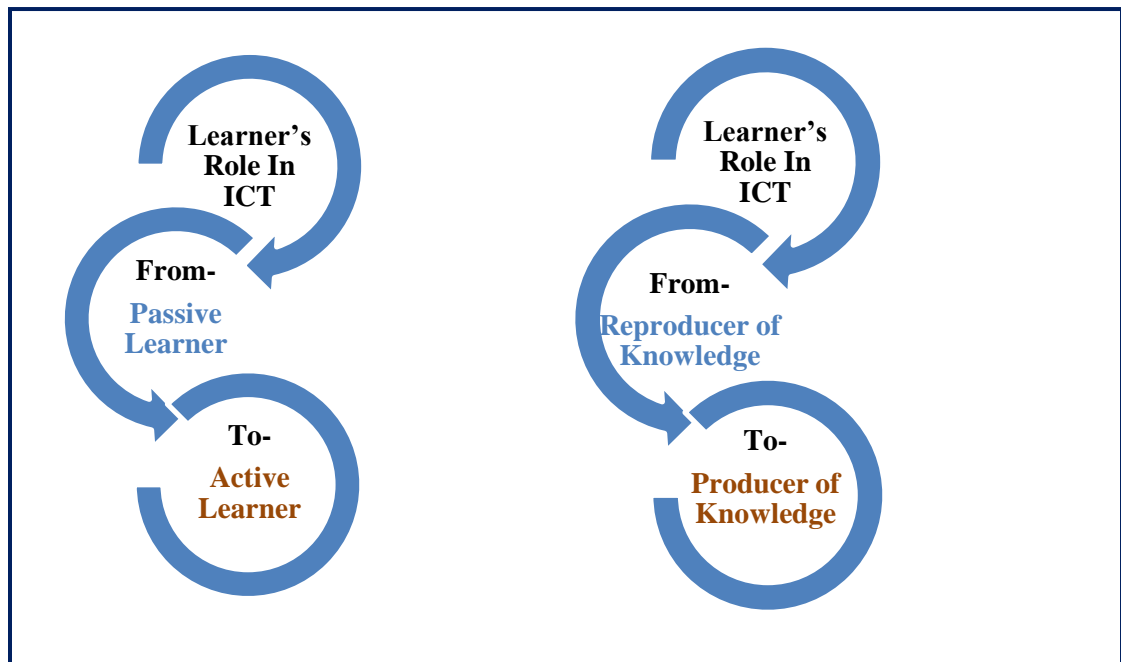 Learner’s
Role In
ICT
From-
Passive
Learner
To-
Active
Learner
Learner’s
Role In
ICT
From-
Reproducer of
Knowledge
To-
Producer of
Knowledge